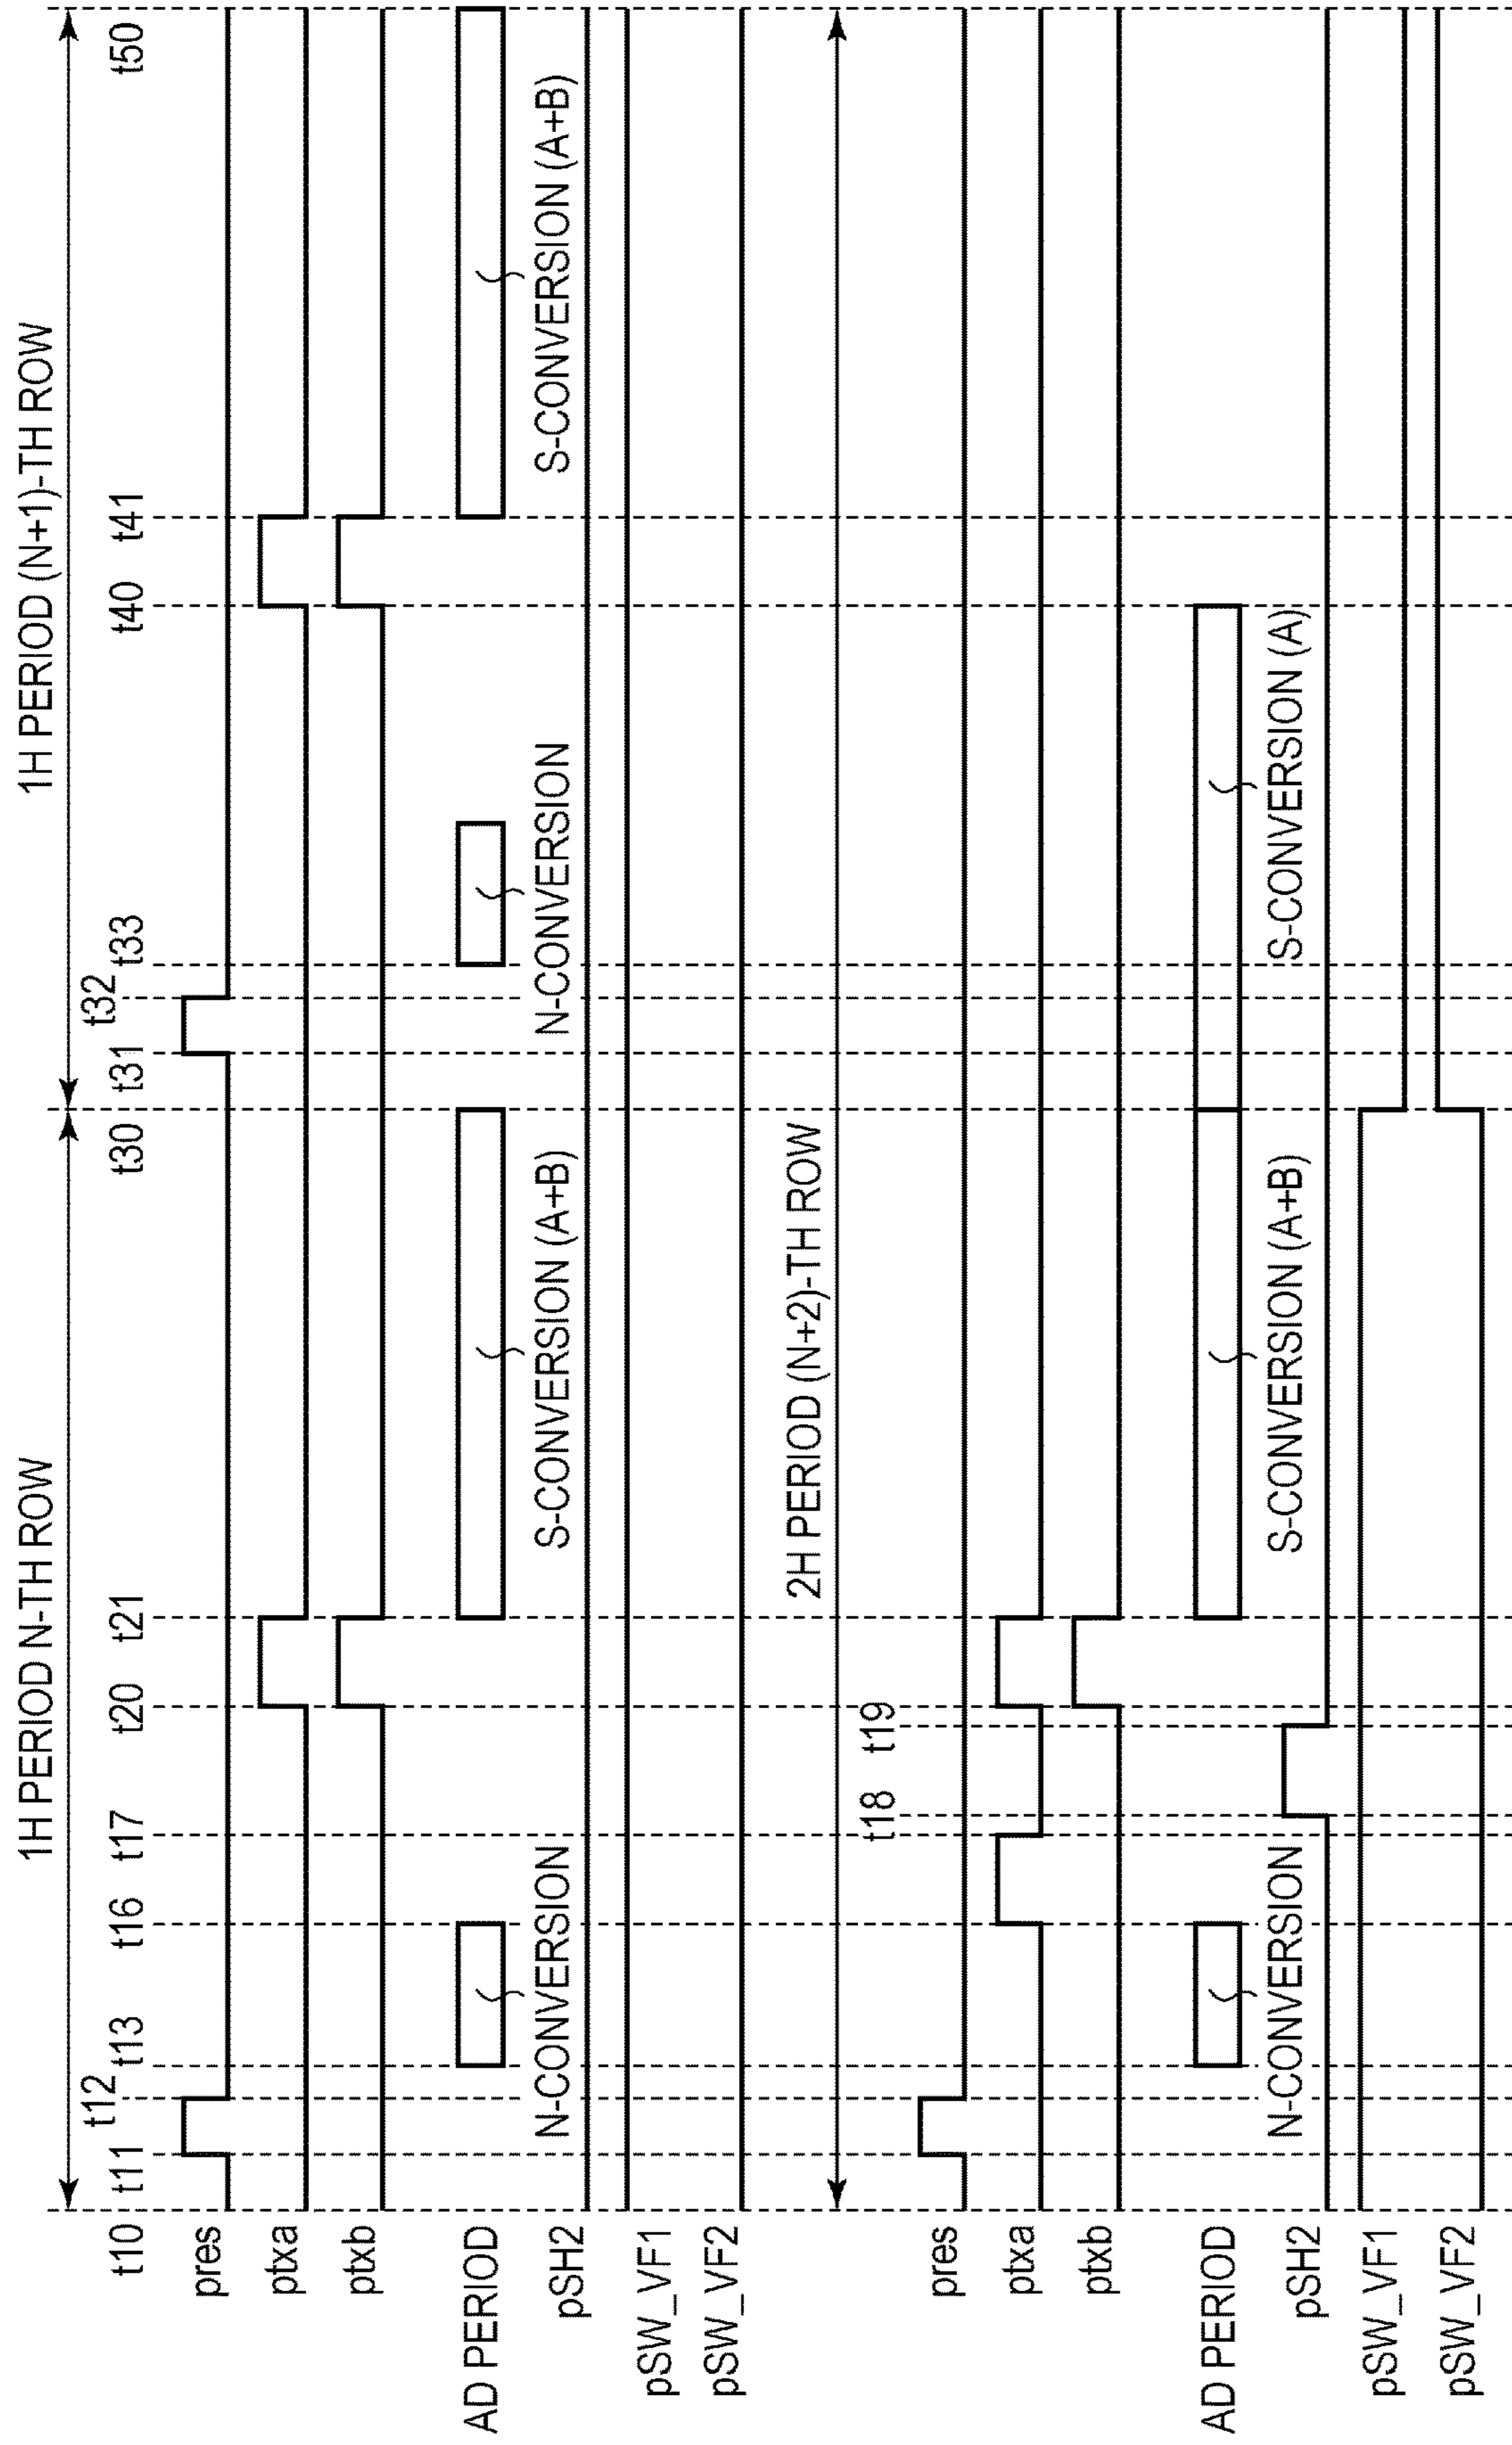 1H PERIOD N-TH ROW
1H PERIOD (N+1)-TH ROW
t10
t11
t12
t13
t16
t17
t20
t21
t30
t31
t32
t33
t40
t41
t50
pres
ptxa
ptxb
AD PERIOD
N-CONVERSION
S-CONVERSION (A+B)
N-CONVERSION
S-CONVERSION (A+B)
pSH2
pSW_VF1
pSW_VF2
2H PERIOD (N+2)-TH ROW
t18
t19
pres
ptxa
ptxb
AD PERIOD
N-CONVERSION
S-CONVERSION (A+B)
S-CONVERSION (A)
pSH2
pSW_VF1
pSW_VF2